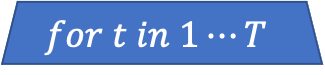 for t in 1 ⋯ T